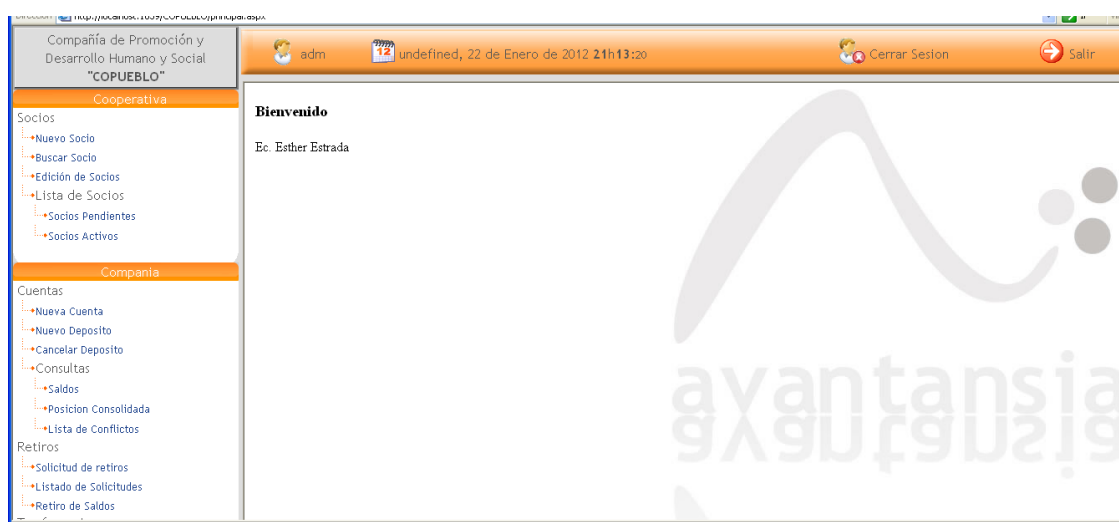 Compañía de Promoción y
Desarrollo Humano y Social
"COPUEBLO"
adm
undefined, 22 de Enero de 2012 21h13:20
Cerrar Sesion
Salir
Cooperativa
Socios
Nuevo Socio
Buscar Socio
Edición de Socios
Lista de Socios
Socios Pendientes
Socios Activos
Compania
Cuentas
Nueva Cuenta
Nuevo Deposito
Cancelar Deposito
Consultas
Saldos
Posicion Consolidada
Lista de Conflictos
Retiros
Solicitud de retiros
Listado de Solicitudes
Retiro de Saldos
Bienvenido
Ec. Esther Estrada
avantansia